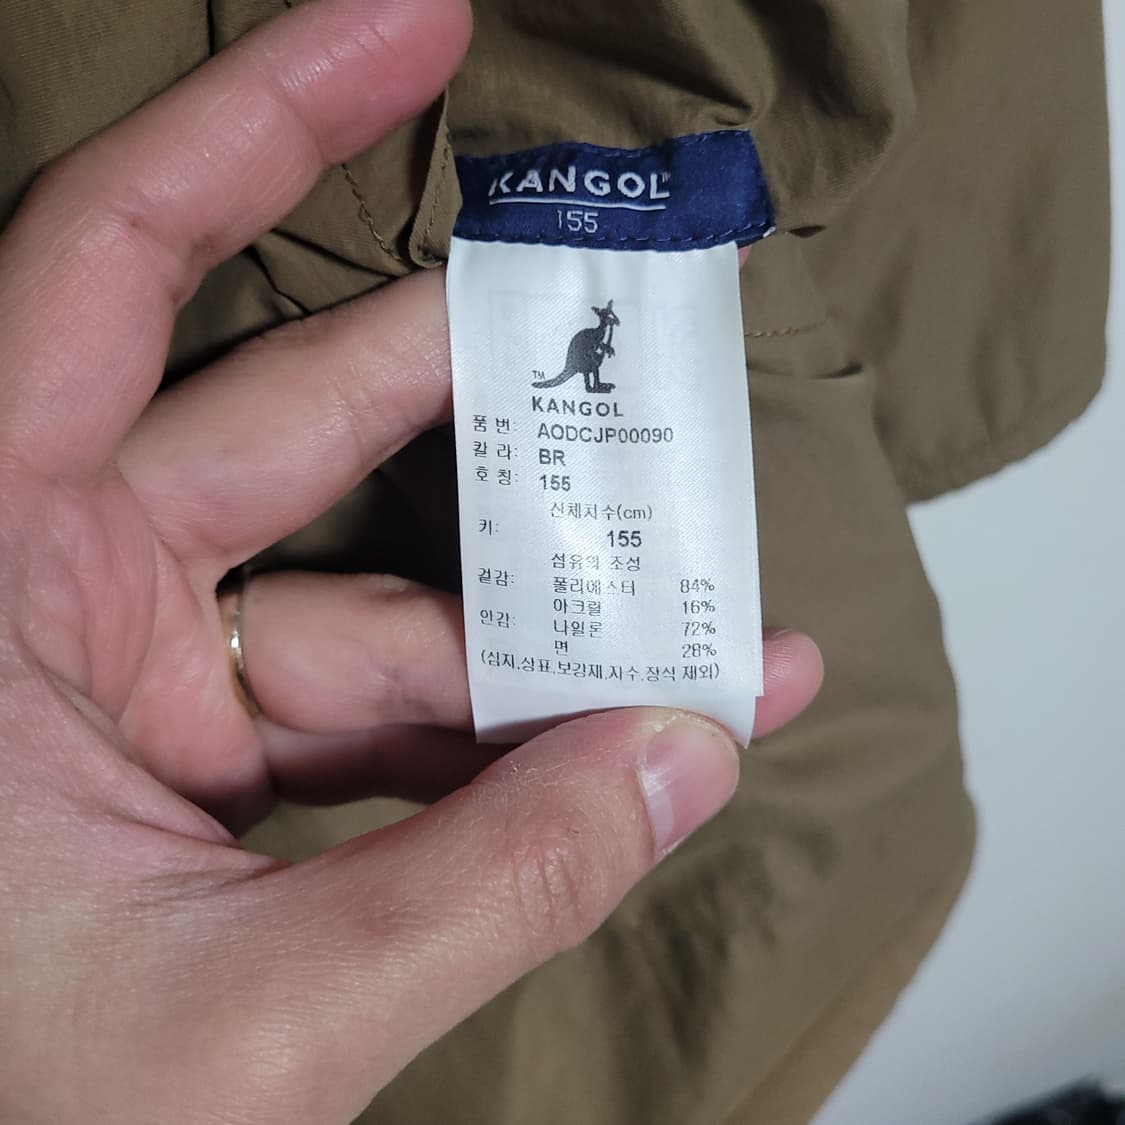 KANGOL
155
TM
KANGOL
품 번: AODCJP00090
칼 라: BR
호 칭: 155
신체치수(cm)
키: 155
섬유의 조성
겉감: 폴리에스터 84%
아크릴 16%
안감: 나일론 72%
면 28%
(심지,상표,보강재,자수,장식 제외)